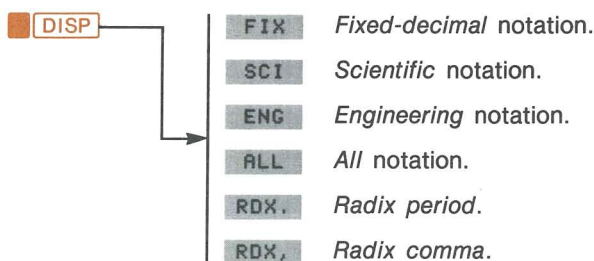 DISP
FIX Fixed-decimal notation.
SCI Scientific notation.
ENG Engineering notation.
ALL All notation.
RDX. Radix period.
RDX, Radix comma.